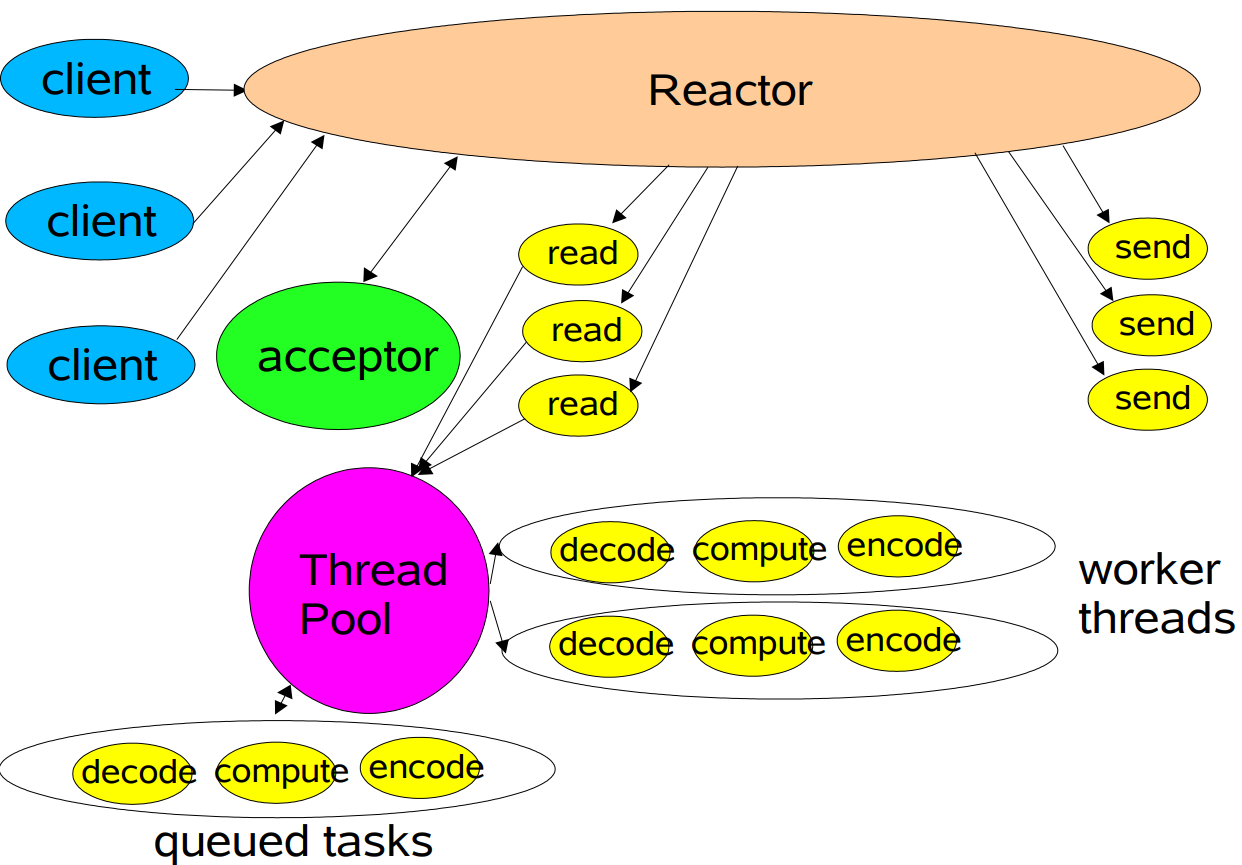 client
Reactor
client
client
acceptor
read
read
read
send
send
send
Thread
Pool
decode compute encode
decode compute encode
worker
threads
decode compute encode
queued tasks